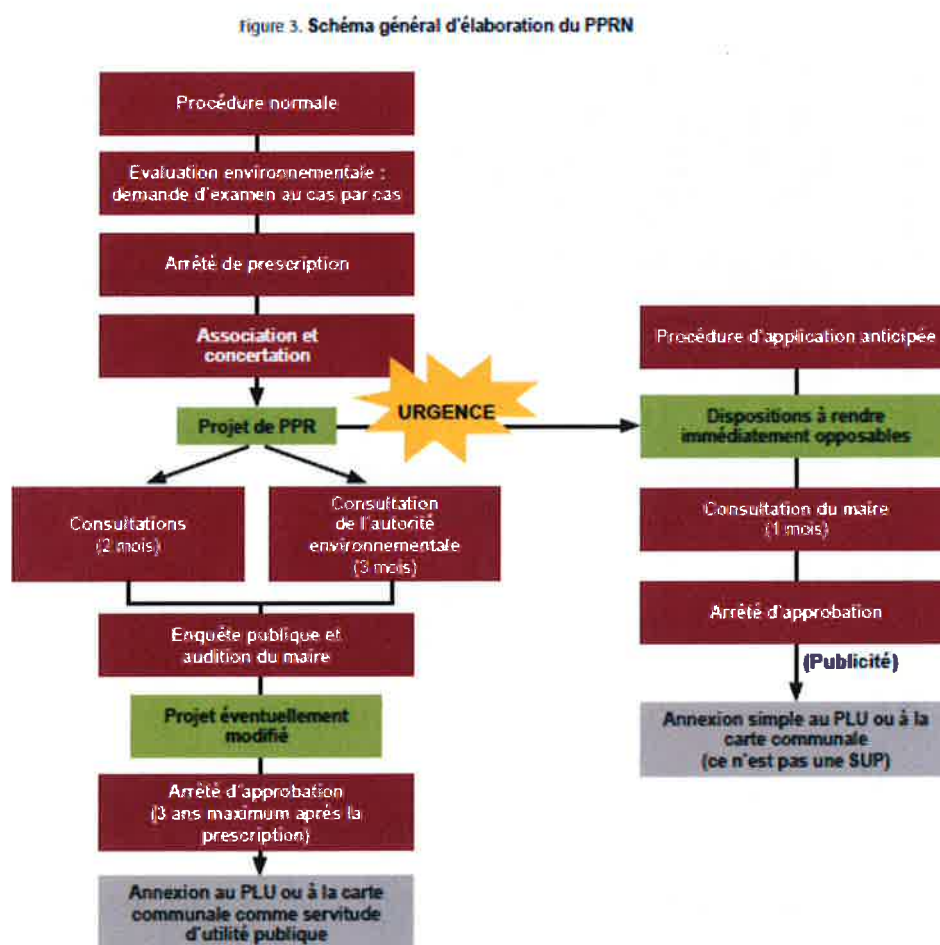 Figure 3. Schéma général d'élaboration du PPRN
Procédure normale
Evaluation environnementale :
demande d'examen au cas par cas
Arrêté de prescription
Association et
concertation
Projet de PPR
URGENCE
Consultations
(2 mois)
Consultation
de l'autorité
environnementale
(3 mois)
Enquête publique et
audition du maire
Projet éventuellement
modifié
Arrêté d'approbation
(3 ans maximum après la
prescription)
Annexion au PLU ou à la carte
communale comme servitude
d'utilité publique
Procédure d'application anticipée
Dispositions à rendre
immédiatement opposables
Consultation du maire
(1 mois)
Arrêté d'approbation
(Publicité)
Annexion simple au PLU ou à la
carte communale
(ce n'est pas une SUP)